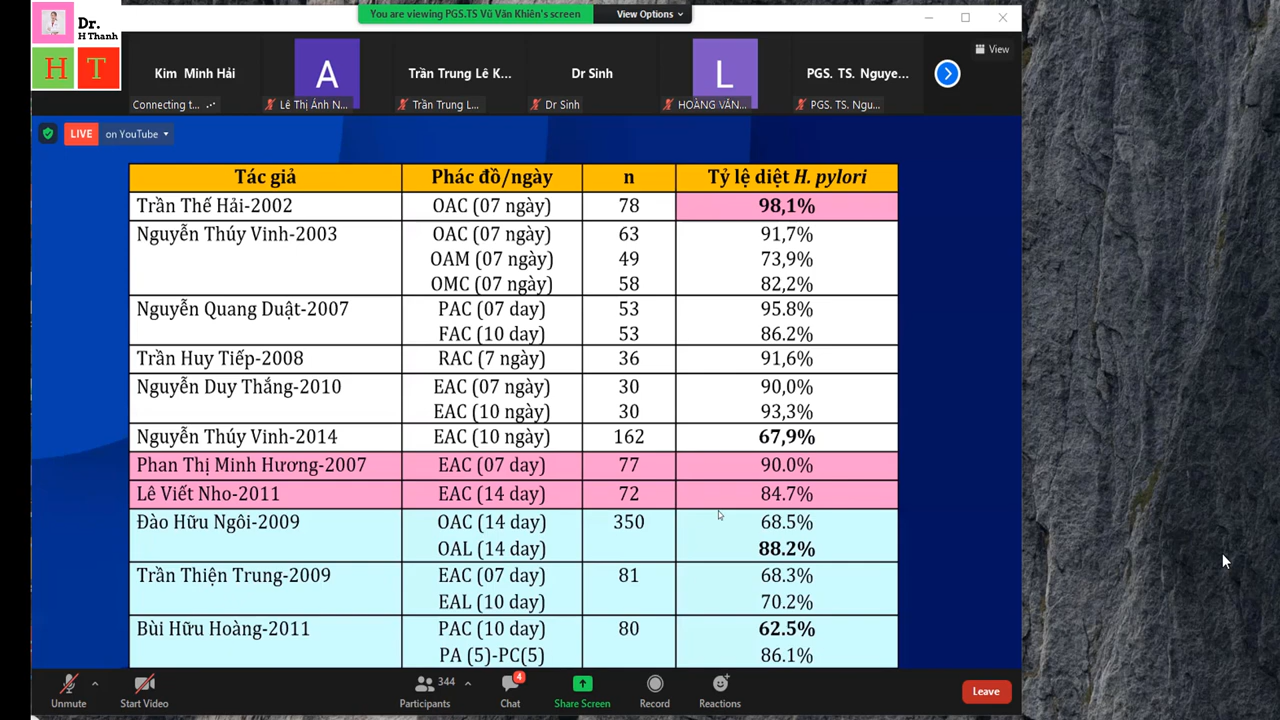 You are viewing PGS.TS Vũ Văn Khiên's screen
View Options
Dr.
H Thanh
H T
View
Kim Minh Hải
A
Trần Trung Lê K...
Dr Sinh
L
PGS. TS. Nguye...
Connecting t...
Lê Thị Ánh N...
Trần Trung L...
Dr Sinh
HOÀNG VĂN...
PGS. TS. Ngu...
LIVE on YouTube
Tác giả Phác đồ/ngày n Tỷ lệ diệt H. pylori
Trần Thế Hải-2002 OAC (07 ngày) 78 98,1%
Nguyễn Thúy Vinh-2003 OAC (07 ngày) 63 91,7%
OAM (07 ngày) 49 73,9%
OMC (07 ngày) 58 82,2%
Nguyễn Quang Duật-2007 PAC (07 day) 53 95.8%
FAC (10 day) 53 86.2%
Trần Huy Tiếp-2008 RAC (7 ngày) 36 91,6%
Nguyễn Duy Thắng-2010 EAC (07 ngày) 30 90,0%
EAC (10 ngày) 30 93,3%
Nguyễn Thúy Vinh-2014 EAC (10 ngày) 162 67,9%
Phan Thị Minh Hương-2007 EAC (07 day) 77 90.0%
Lê Viết Nho-2011 EAC (14 day) 72 84.7%
Đào Hữu Ngôi-2009 OAC (14 day) 350 68.5%
OAL (14 day) 88.2%
Trần Thiện Trung-2009 EAC (07 day) 81 68.3%
EAL (10 day) 70.2%
Bùi Hữu Hoàng-2011 PAC (10 day) 80 62.5%
PA (5)-PC(5) 86.1%
Unmute
Start Video
344
Participants
4
Chat
Share Screen
Record
Reactions
Leave